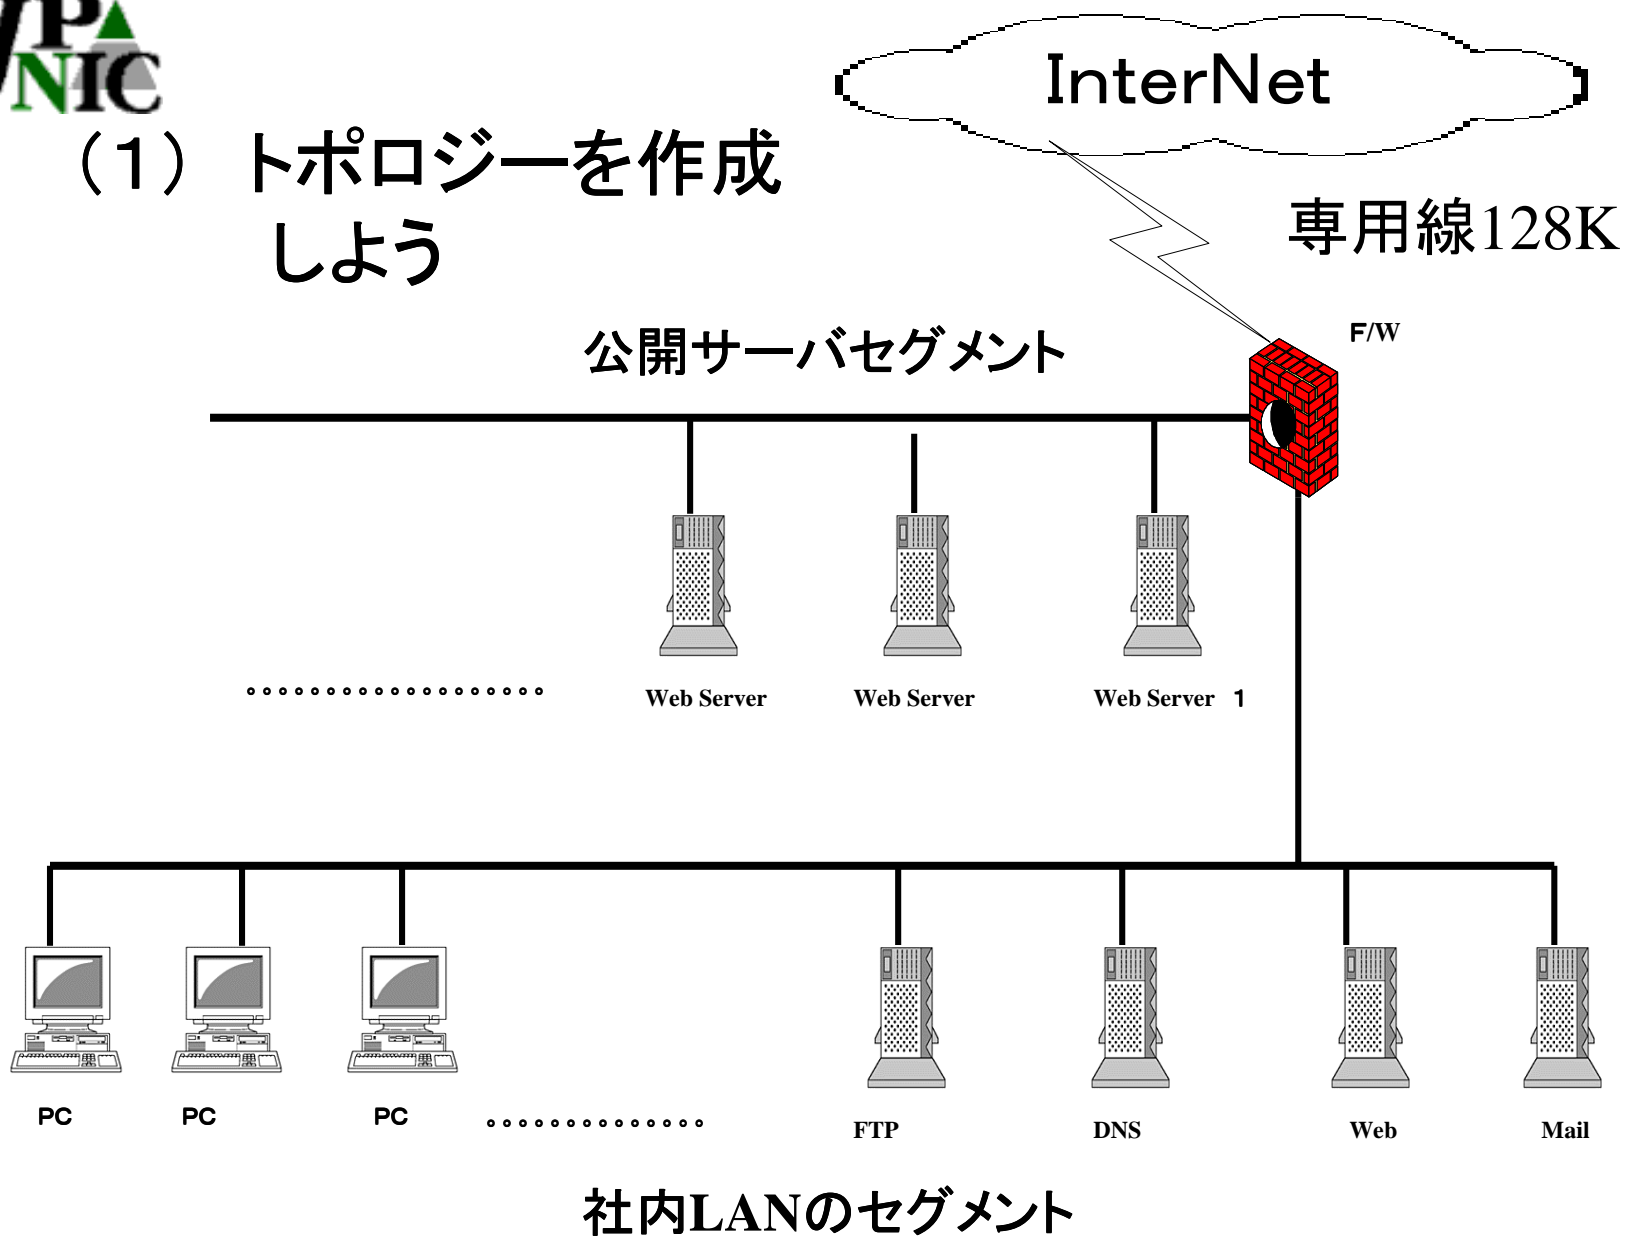 JPNIC
InterNet
(1) トポロジーを作成
しよう
専用線128K
F/W
公開サーバセグメント
。。。。。。。。。。。。。。。。。。。
Web Server
Web Server
Web Server 1
PC
PC
PC
。。。。。。。。。。。。。。
FTP
DNS
Web
Mail
社内LANのセグメント